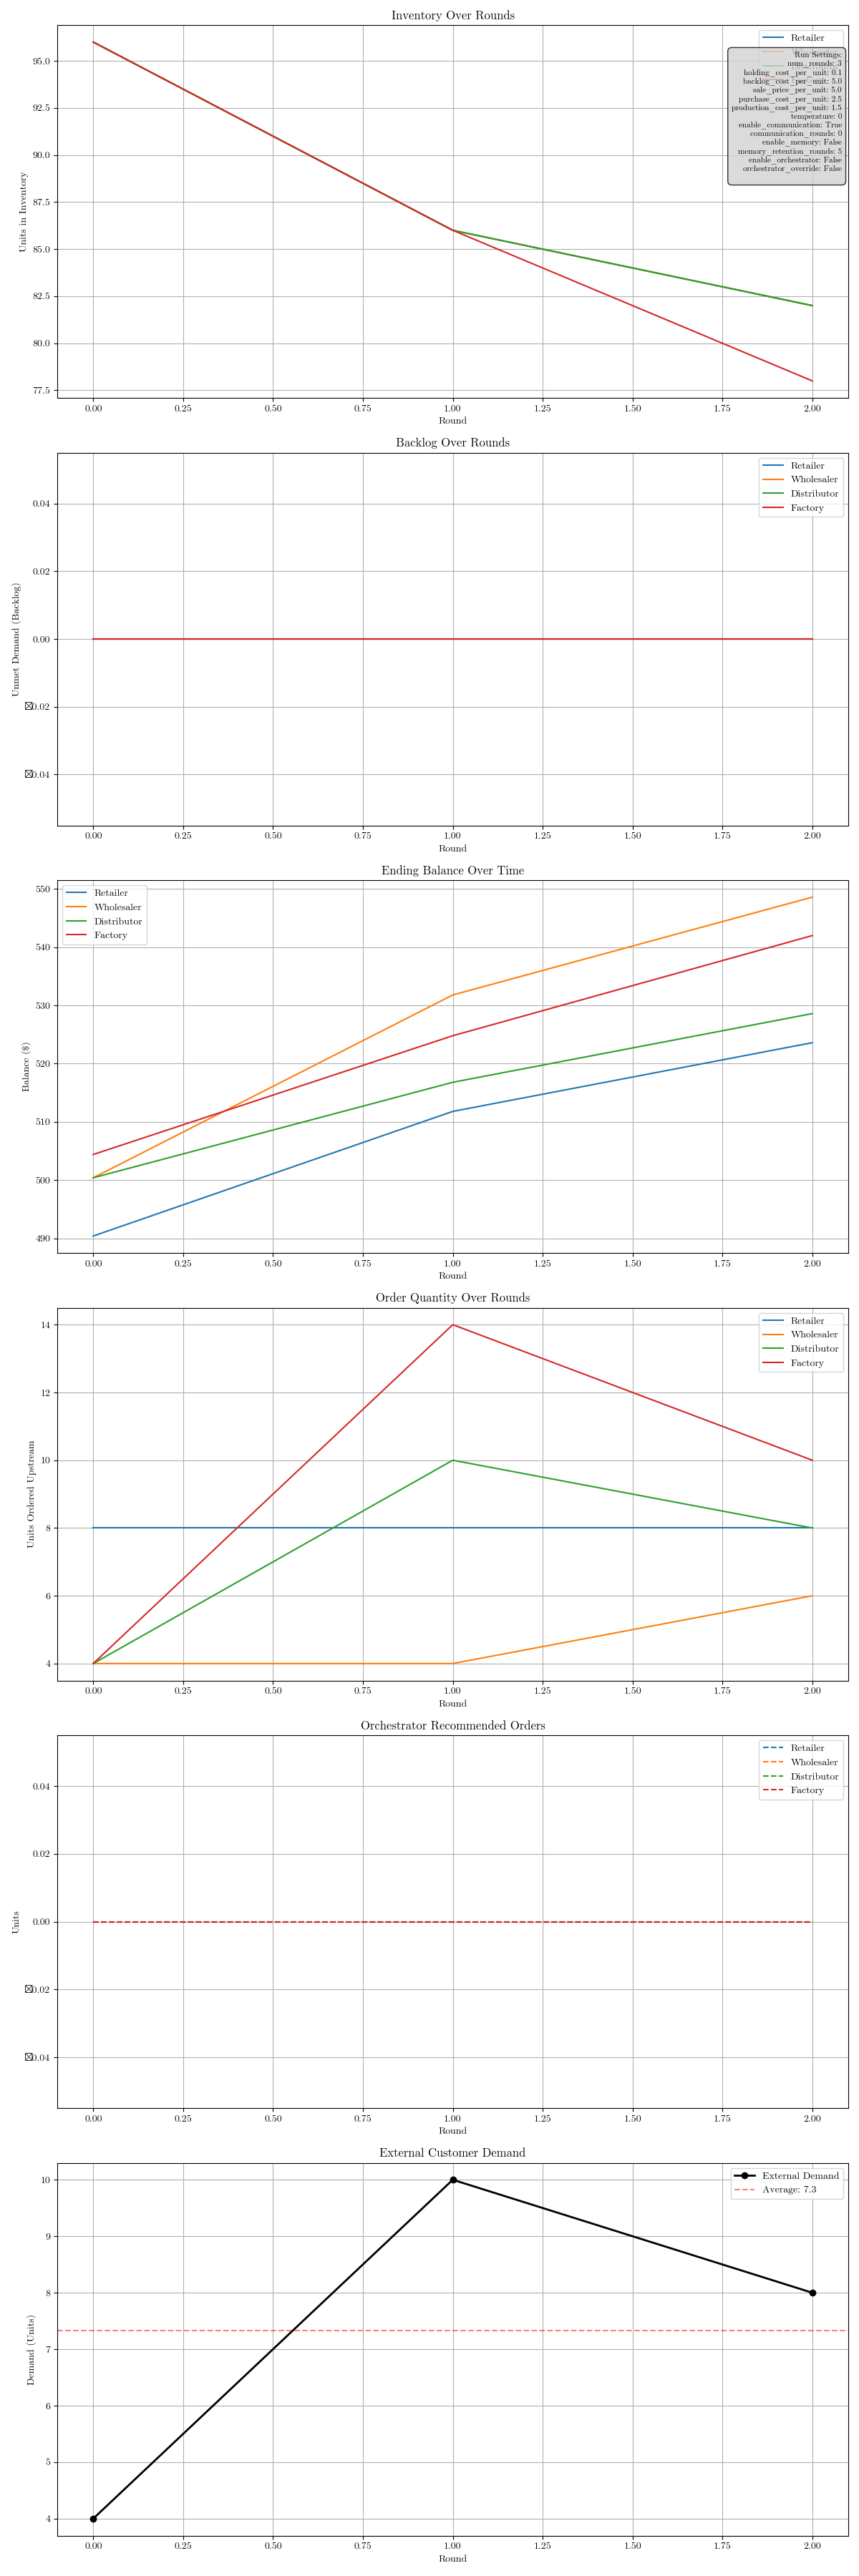 Inventory Over Rounds
Retailer
Run Settings:
num_rounds: 3
holding_cost_per_unit: 0.1
backlog_cost_per_unit: 5.0
sale_price_per_unit: 5.0
purchase_cost_per_unit: 2.5
production_cost_per_unit: 1.5
temperature: 0
enable_communication: True
communication_rounds: 0
enable_memory: False
memory_retention_rounds: 5
enable_orchestrator: False
orchestrator_override: False
Units in Inventory
95.0
92.5
90.0
87.5
85.0
82.5
80.0
77.5
0.00 0.25 0.50 0.75 1.00 1.25 1.50 1.75 2.00
Round
Backlog Over Rounds
Retailer
Wholesaler
Distributor
Factory
Unmet Demand (Backlog)
0.04
0.02
0.00
0.02
0.04
0.00 0.25 0.50 0.75 1.00 1.25 1.50 1.75 2.00
Round
Ending Balance Over Time
Retailer
Wholesaler
Distributor
Factory
Balance ($)
550
540
530
520
510
500
490
0.00 0.25 0.50 0.75 1.00 1.25 1.50 1.75 2.00
Round
Order Quantity Over Rounds
Retailer
Wholesaler
Distributor
Factory
Units Ordered Upstream
14
12
10
8
6
4
0.00 0.25 0.50 0.75 1.00 1.25 1.50 1.75 2.00
Round
Orchestrator Recommended Orders
Retailer
Wholesaler
Distributor
Factory
Units
0.04
0.02
0.00
0.02
0.04
0.00 0.25 0.50 0.75 1.00 1.25 1.50 1.75 2.00
Round
External Customer Demand
External Demand
Average: 7.3
Demand (Units)
10
9
8
7
6
5
4
0.00 0.25 0.50 0.75 1.00 1.25 1.50 1.75 2.00
Round